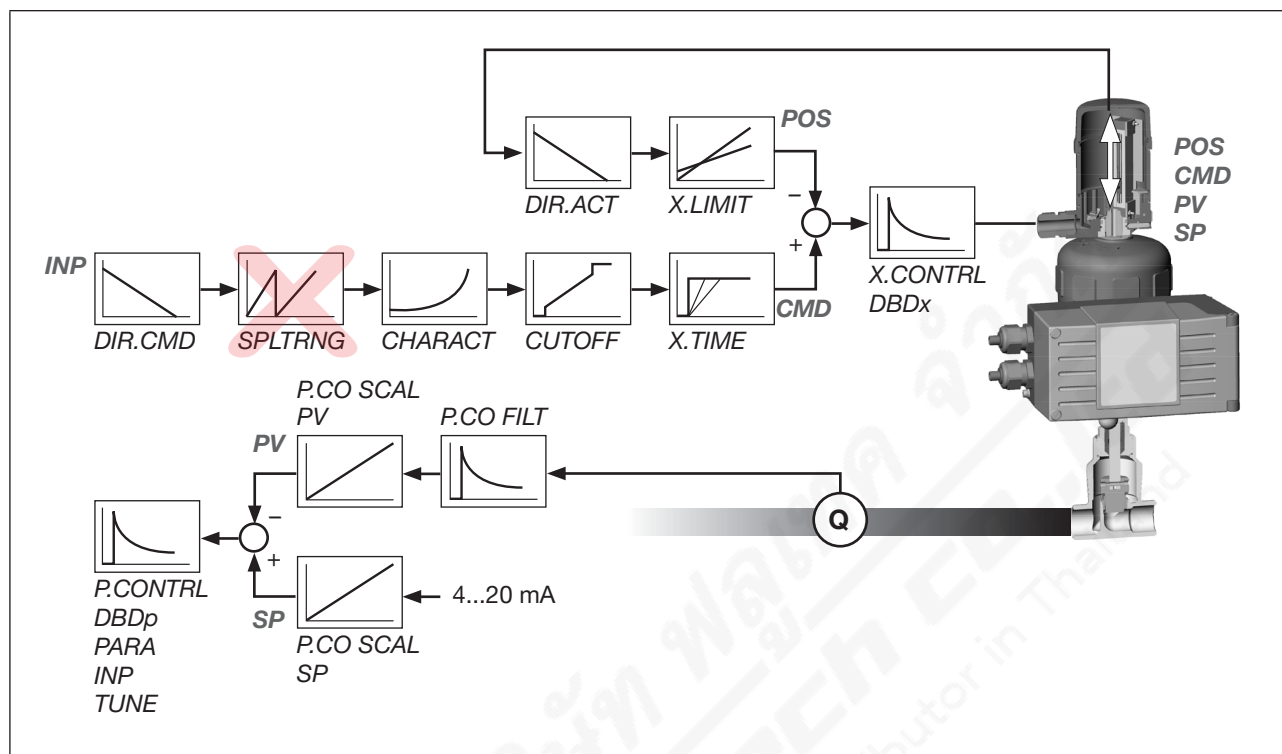 POS
DIR.ACT
X.LIMIT
−
+
X.CONTRL
DBDx
POS
CMD
PV
SP
INP
DIR.CMD
SPLTRNG
CHARACT
CUTOFF
X.TIME
CMD
P.CO SCAL
PV
P.CO FILT
PV
−
+
Q
P.CONTRL
DBDp
PARA
INP
TUNE
SP
4...20 mA
P.CO SCAL
SP